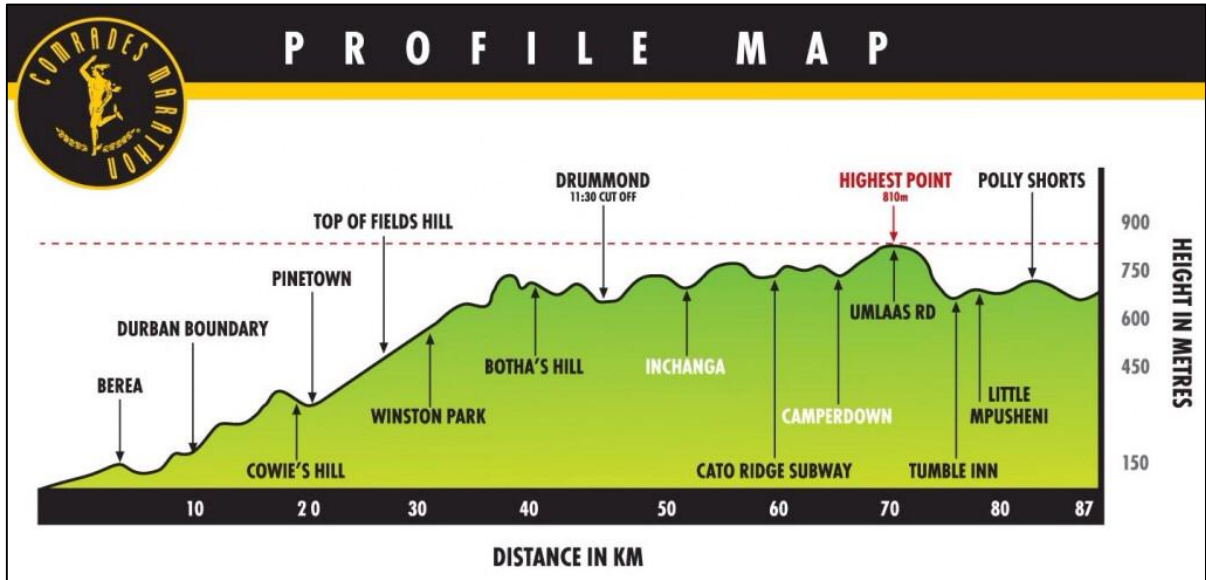 PROFILE MAP
COMRADES MARATHON
DRUMMOND
11:30 CUT OFF
HIGHEST POINT
810m
POLLY SHORTS
TOP OF FIELDS HILL
PINETOWN
DURBAN BOUNDARY
BEREA
UMLAAS RD
BOTHA'S HILL
INCHANGA
WINSTON PARK
CAMPERDOWN
LITTLE
MPUSHENI
COWIE'S HILL
CATO RIDGE SUBWAY
TUMBLE INN
900
750
600
450
150
HEIGHT IN METRES
10
2 0
30
40
50
60
70
80
87
DISTANCE IN KM